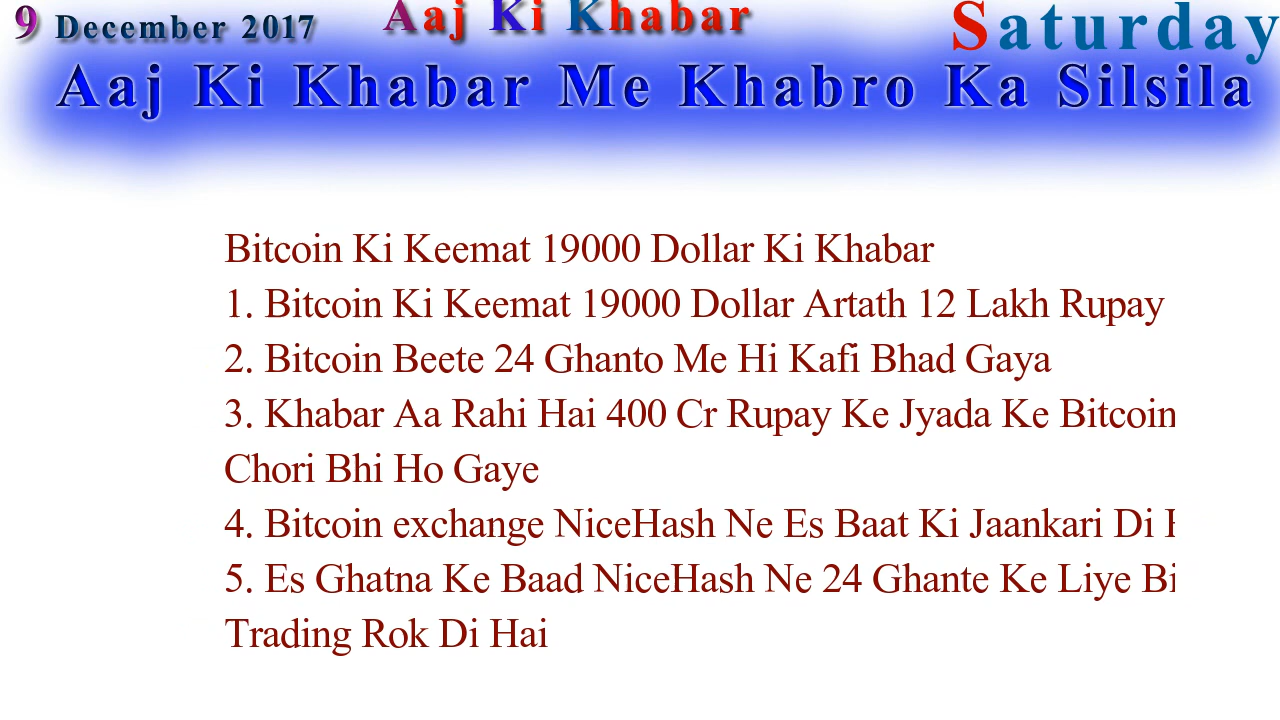 9 December 2017 Aaj Ki Khabar Saturday
Aaj Ki Khabar Me Khabro Ka Silsila
Bitcoin Ki Keemat 19000 Dollar Ki Khabar
1. Bitcoin Ki Keemat 19000 Dollar Artath 12 Lakh Rupay
2. Bitcoin Beete 24 Ghanto Me Hi Kafi Bhad Gaya
3. Khabar Aa Rahi Hai 400 Cr Rupay Ke Jyada Ke Bitcoin
Chori Bhi Ho Gaye
4. Bitcoin exchange NiceHash Ne Es Baat Ki Jaankari Di
5. Es Ghatna Ke Baad NiceHash Ne 24 Ghante Ke Liye Bi
Trading Rok Di Hai